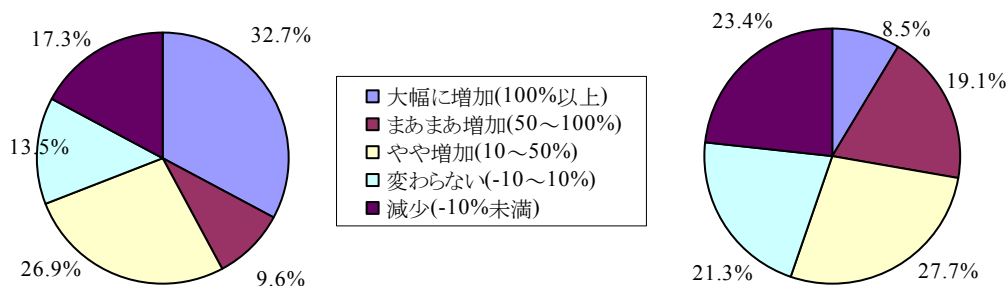 17.3%
32.7%
13.5%
26.9%
9.6%
大幅に増加(100%以上)
まあまあ増加(50～100%)
やや増加(10～50%)
変わらない(-10～10%)
減少(-10%未満)
23.4%
8.5%
19.1%
21.3%
27.7%